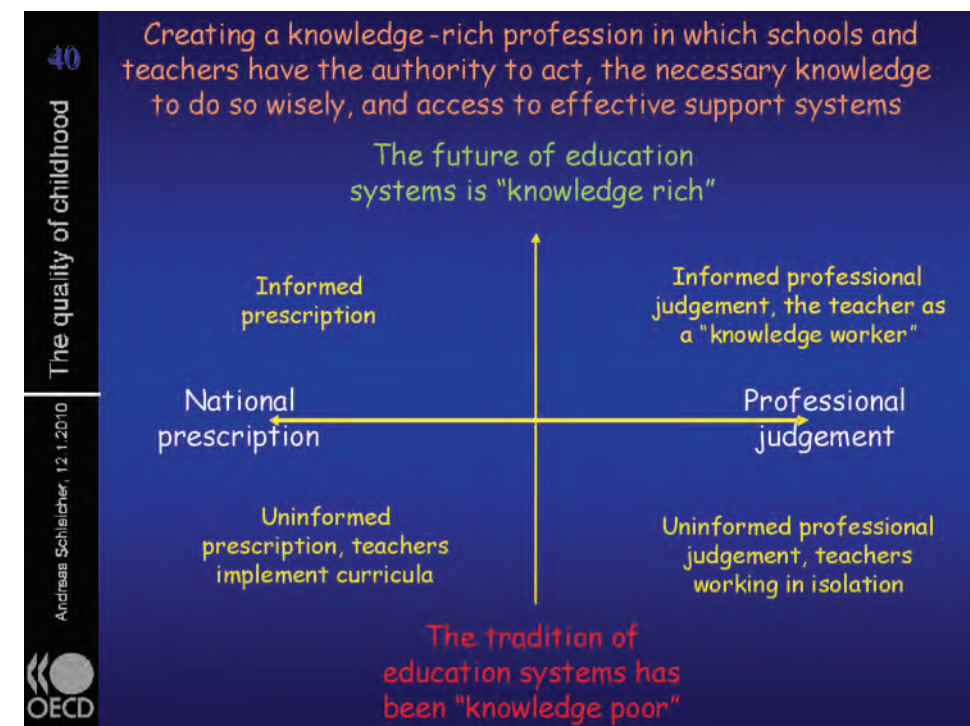 40
The quality of childhood
Andreas Schleicher, 12.1.2010
OECD
Creating a knowledge-rich profession in which schools and
teachers have the authority to act, the necessary knowledge
to do so wisely, and access to effective support systems
The future of education
systems is “knowledge rich”
Informed
prescription
Informed professional
judgement, the teacher as
a “knowledge worker”
National
prescription
Professional
judgement
Uninformed
prescription, teachers
implement curricula
Uninformed professional
judgement, teachers
working in isolation
The tradition of
education systems has
been “knowledge poor”